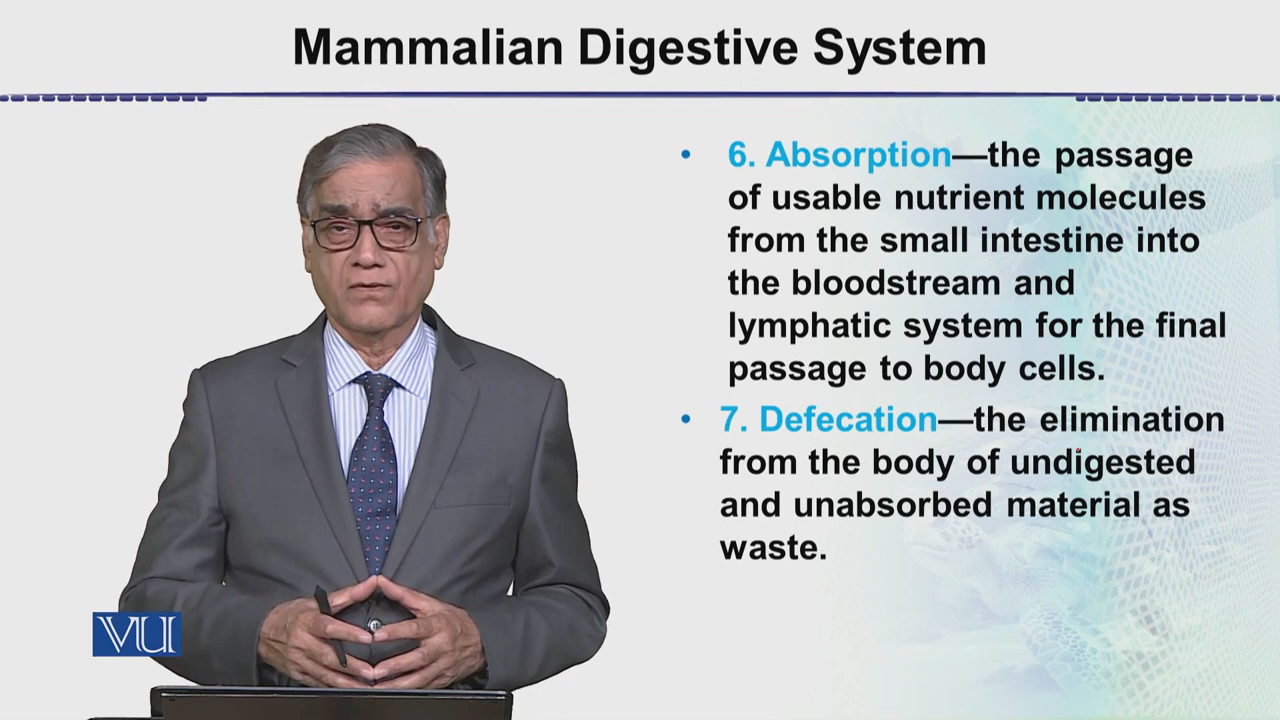 Mammalian Digestive System
• 6. Absorption—the passage
of usable nutrient molecules
from the small intestine into
the bloodstream and
lymphatic system for the final
passage to body cells.
• 7. Defecation—the elimination
from the body of undigested
and unabsorbed material as
waste.
VU